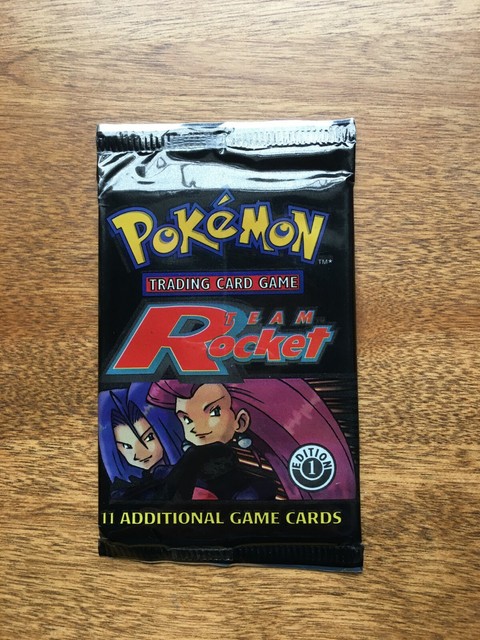 POKéMON
TM
TRADING CARD GAME
TEAM
Rocket
EDITION
1
11 ADDITIONAL GAME CARDS